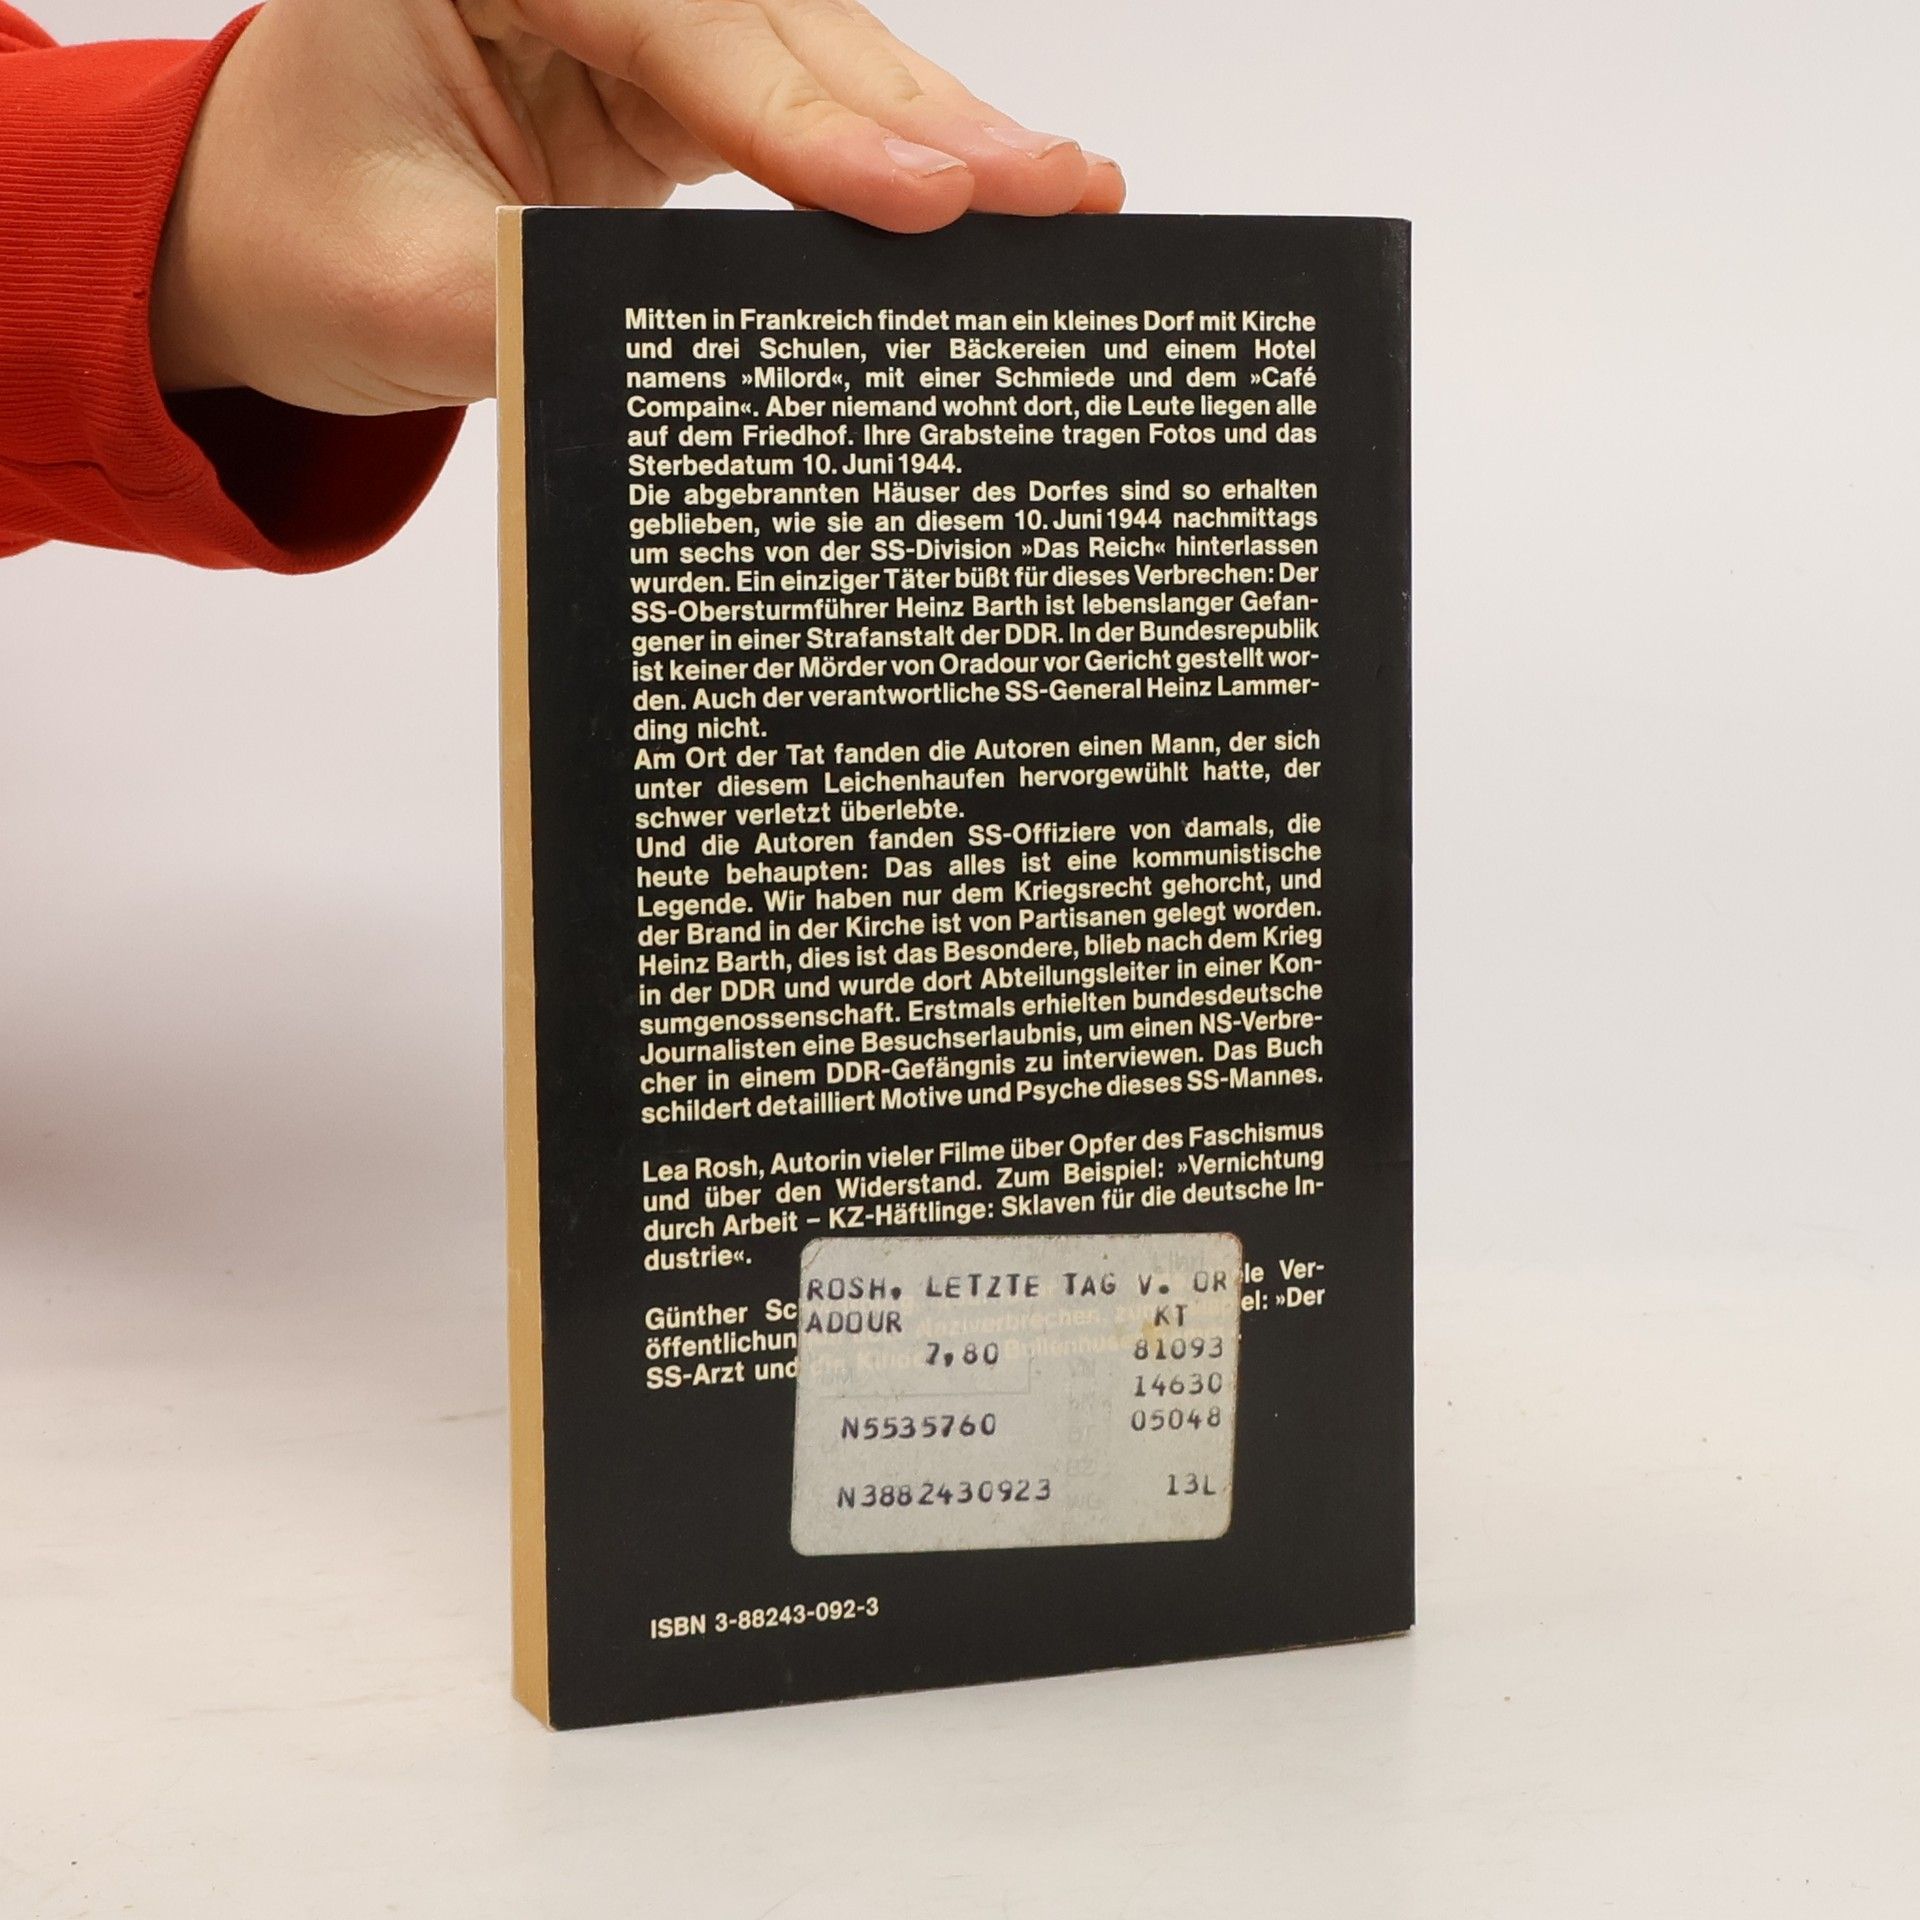 Mitten in Frankreich findet man ein kleines Dorf mit Kirche
und drei Schulen, vier Bäckereien und einem Hotel
namens »Milord«, mit einer Schmiede und dem »Café
Compain«. Aber niemand wohnt dort, die Leute liegen alle
auf dem Friedhof. Ihre Grabsteine tragen Fotos und das
Sterbedatum 10. Juni 1944.
Die abgebrannten Häuser des Dorfes sind so erhalten
geblieben, wie sie an diesem 10. Juni 1944 nachmittags
um sechs von der SS-Division »Das Reich« hinterlassen
wurden. Ein einziger Täter büßt für dieses Verbrechen: Der
SS-Obersturmführer Heinz Barth ist lebenslanger Gefan-
gener in einer Strafanstalt der DDR. In der Bundesrepublik
ist keiner der Mörder von Oradour vor Gericht gestellt wor-
den. Auch der verantwortliche SS-General Heinz Lammer-
ding nicht.
Am Ort der Tat fanden die Autoren einen Mann, der sich
unter diesem Leichenhaufen hervorgewühlt hatte, der
schwer verletzt überlebte.
Und die Autoren fanden SS-Offiziere von damals, die
heute behaupten: Das alles ist eine kommunistische
Legende. Wir haben nur dem Kriegsrecht gehorcht, und
der Brand in der Kirche ist von Partisanen gelegt worden.
Heinz Barth, dies ist das Besondere, blieb nach dem Krieg
in der DDR und wurde dort Abteilungsleiter in einer Kon-
sumgenossenschaft. Erstmals erhielten bundesdeutsche
Journalisten eine Besuchserlaubnis, um einen NS-Verbre-
cher in einem DDR-Gefängnis zu interviewen. Das Buch
schildert detailliert Motive und Psyche dieses SS-Mannes.
Lea Rosh, Autorin vieler Filme über Opfer des Faschismus
und über den Widerstand. Zum Beispiel: »Vernichtung
durch Arbeit – KZ-Häftlinge: Sklaven für die deutsche In-
dustrie«.
Günther Sc le Ver-
öffentlichun Naziverbrechen, el: »Der
SS-Arzt und
ROSH, LETZTE TAG V. OR
ADOUR KT
7,80 81093
14630
N5535760 05048
N3882430923 13L
ISBN 3-88243-092-3